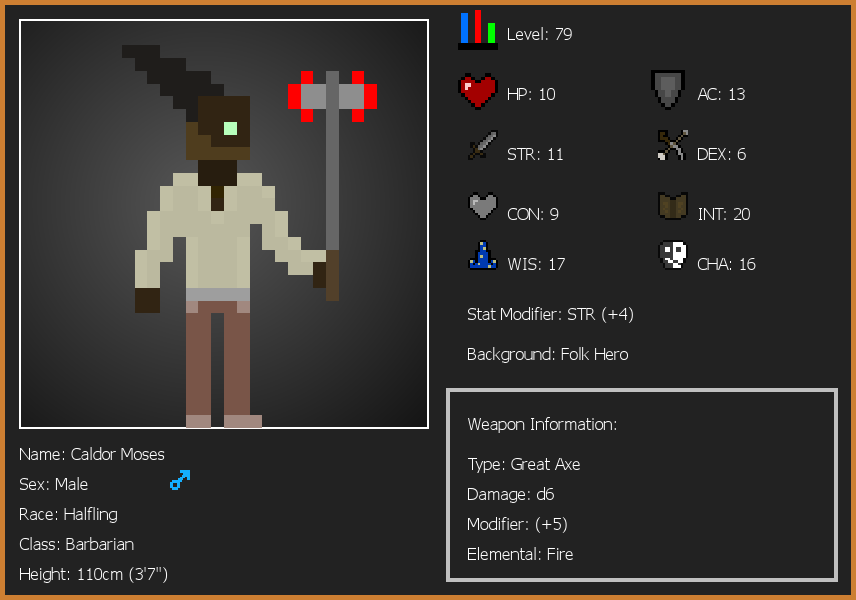 Level: 79
HP: 10
AC: 13
STR: 11
DEX: 6
CON: 9
INT: 20
WIS: 17
CHA: 16
Stat Modifier: STR (+4)
Background: Folk Hero
Weapon Information:
Type: Great Axe
Damage: d6
Modifier: (+5)
Elemental: Fire
Name: Caldor Moses
Sex: Male
Race: Halfling
Class: Barbarian
Height: 110cm (3'7")